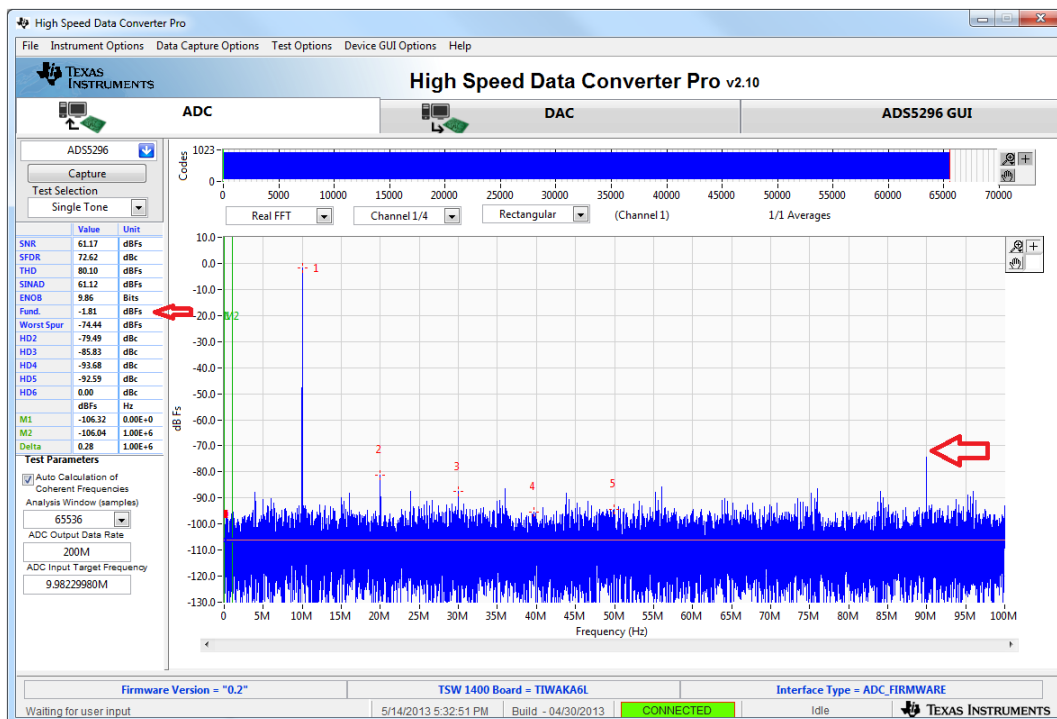 High Speed Data Converter Pro
File Instrument Options Data Capture Options Test Options Device GUI Options Help
TEXAS INSTRUMENTS
High Speed Data Converter Pro v2.10
ADC
DAC
ADS5296 GUI
ADS5296
Capture
Test Selection
Single Tone
Value Unit
SNR 61.17 dBFs
SFDR 72.62 dBc
THD 80.10 dBFs
SINAD 61.12 dBFs
ENOB 9.86 Bits
Fund. -1.81 dBFs
Worst Spur -74.44 dBFs
HD2 -79.49 dBc
HD3 -85.83 dBc
HD4 -93.68 dBc
HD5 -92.59 dBc
HD6 0.00 dBc
dBFs Hz
M1 -106.32 0.00E+0
M2 -106.04 1.00E+6
Delta 0.28 1.00E+6
Test Parameters
Auto Calculation of
Coherent Frequencies
Analysis Window (samples)
65536
ADC Output Data Rate
200M
ADC Input Target Frequency
9.98229980M
Codes
1023
0
0 5000 10000 15000 20000 25000 30000 35000 40000 45000 50000 55000 60000 65000 70000
Real FFT Channel 1/4 Rectangular (Channel 1) 1/1 Averages
dB Fs
10.0
0.0
-10.0
-20.0
-30.0
-40.0
-50.0
-60.0
-70.0
-80.0
-90.0
-100.0
-110.0
-120.0
-130.0
1
2
3
4
5
0 5M 10M 15M 20M 25M 30M 35M 40M 45M 50M 55M 60M 65M 70M 75M 80M 85M 90M 95M 100M
Frequency (Hz)
Firmware Version = "0.2" TSW 1400 Board = TIWAKA6L Interface Type = ADC_FIRMWARE
Waiting for user input 5/14/2013 5:32:51 PM Build - 04/30/2013 CONNECTED Idle TEXAS INSTRUMENTS